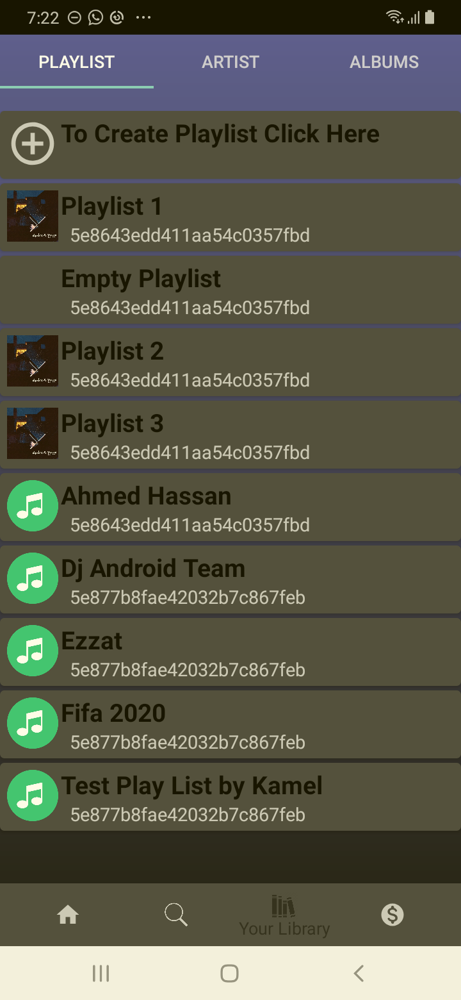 7:22
PLAYLIST ARTIST ALBUMS
To Create Playlist Click Here
Playlist 1
5e8643edd411aa54c0357fbd
Empty Playlist
5e8643edd411aa54c0357fbd
Playlist 2
5e8643edd411aa54c0357fbd
Playlist 3
5e8643edd411aa54c0357fbd
Ahmed Hassan
5e8643edd411aa54c0357fbd
Dj Android Team
5e877b8fae42032b7c867feb
Ezzat
5e877b8fae42032b7c867feb
Fifa 2020
5e877b8fae42032b7c867feb
Test Play List by Kamel
5e877b8fae42032b7c867feb
Your Library